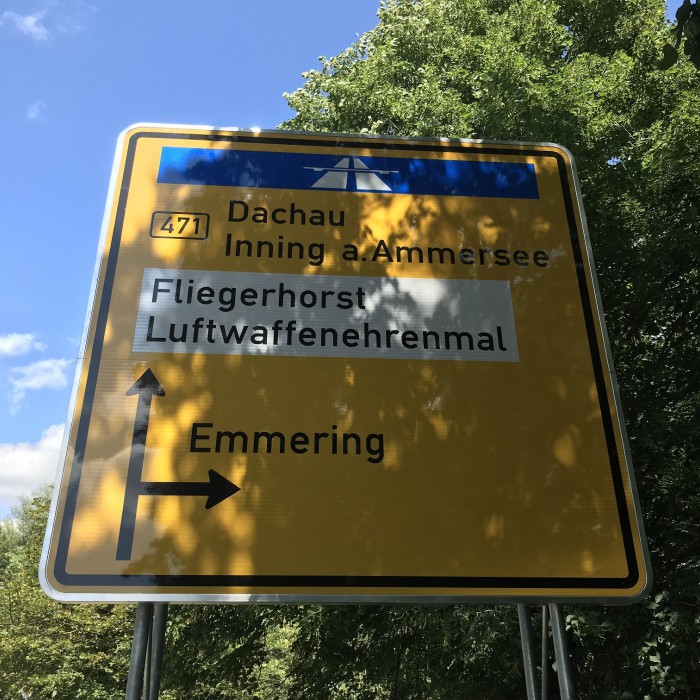 471
Dachau
Inning a.Ammersee
Fliegerhorst
Luftwaffenehrenmal
Emmering